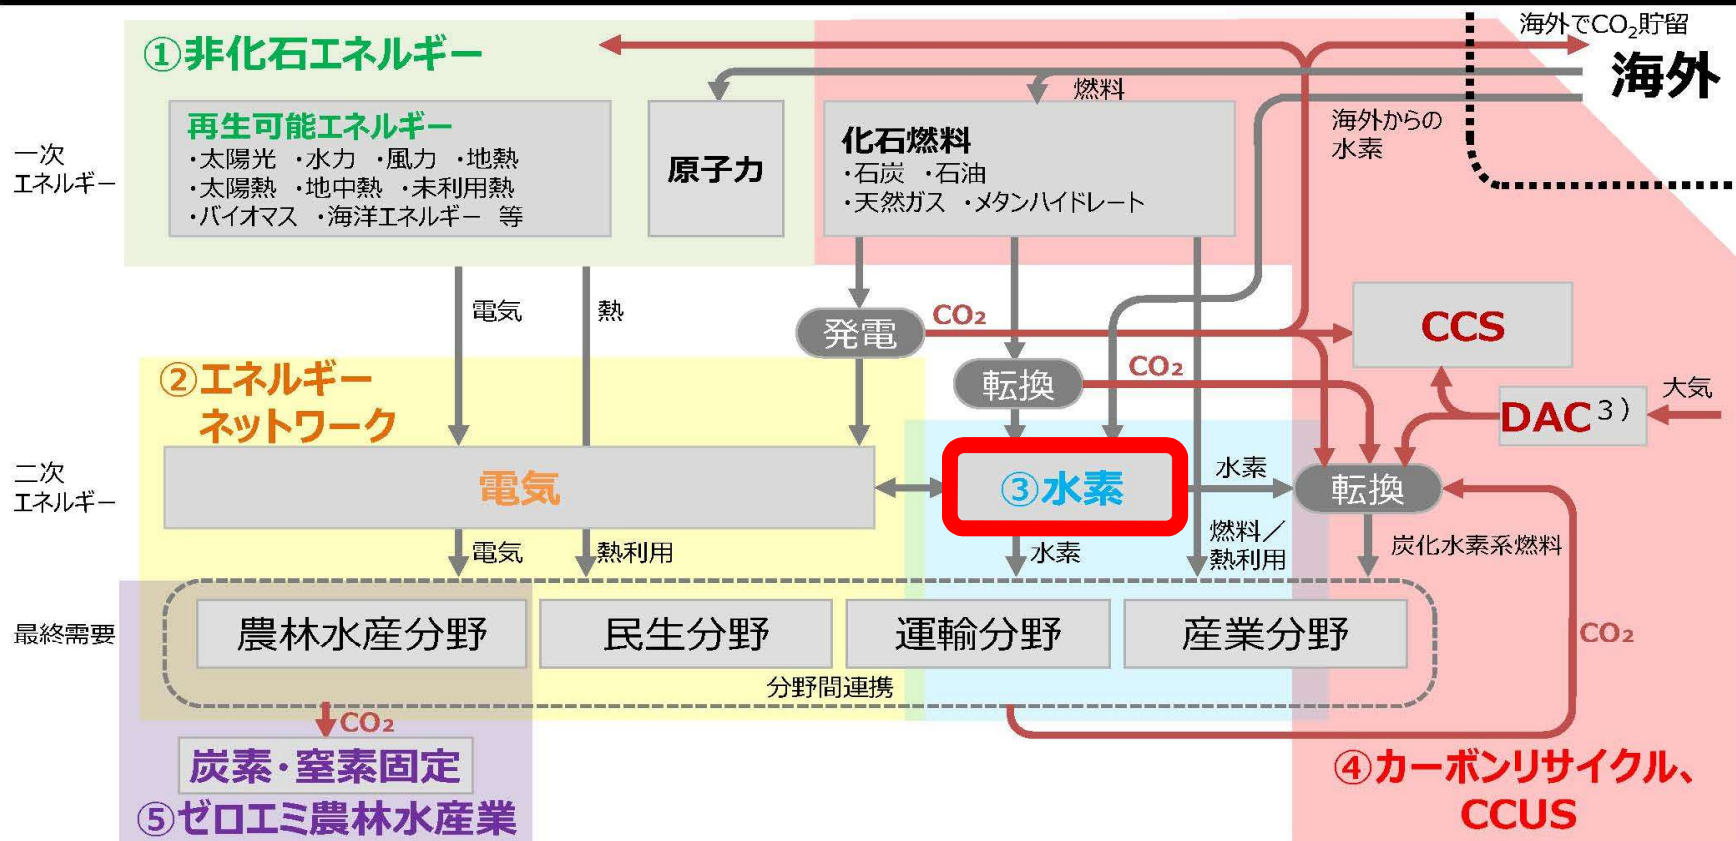 海外でCO₂貯留
海外
①非化石エネルギー
燃料
海外からの
水素
一次
エネルギー
再生可能エネルギー
・太陽光 ・水力 ・風力 ・地熱
・太陽熱 ・地中熱 ・未利用熱
・バイオマス ・海洋エネルギー 等
原子力
化石燃料
・石炭 ・石油
・天然ガス ・メタンハイドレート
電気
熱
発電
CO₂
CCS
転換
CO₂
大気
DAC³⁾
②エネルギー
ネットワーク
二次
エネルギー
電気
③水素
水素
転換
電気
熱利用
水素
燃料／
熱利用
炭化水素系燃料
最終需要
農林水産分野
民生分野
運輸分野
産業分野
CO₂
分野間連携
CO₂
炭素・窒素固定
⑤ゼロエミ農林水産業
④カーボンリサイクル、
CCUS